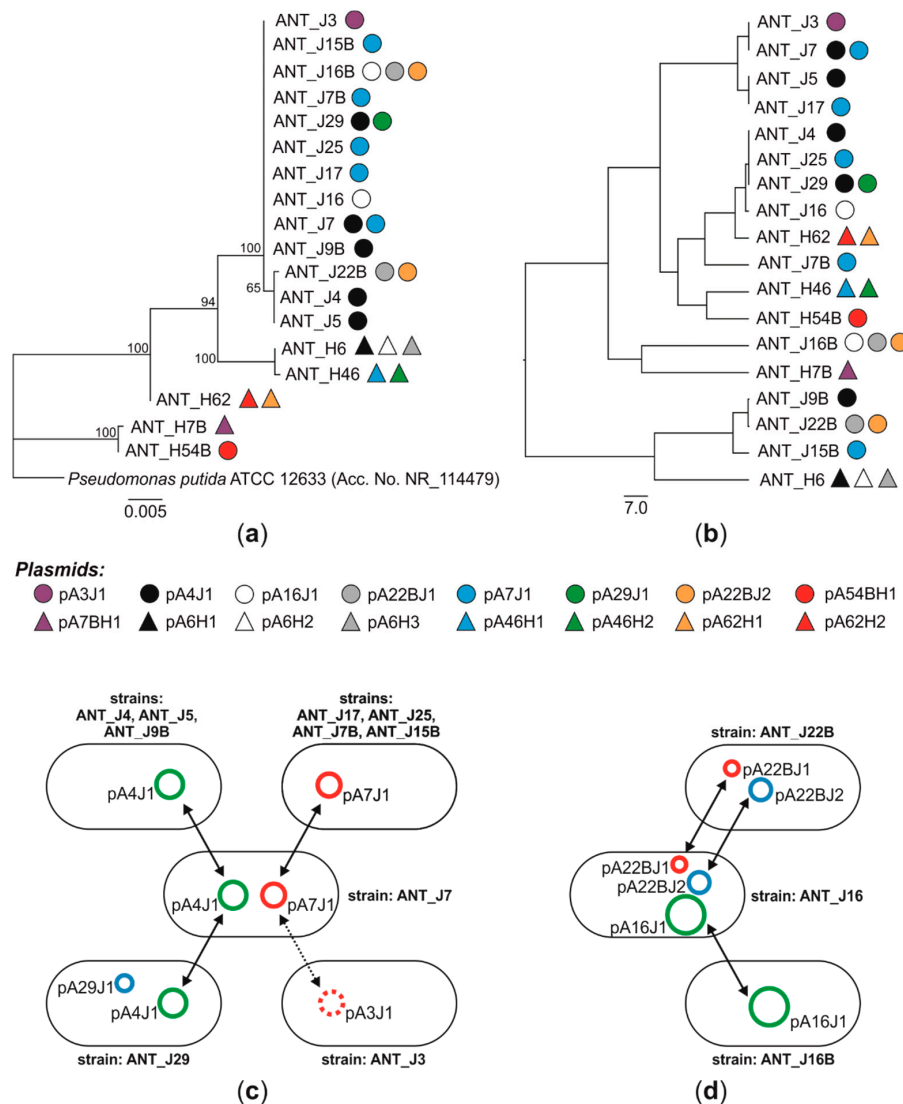 ANT_J3
ANT_J15B
ANT_J16B
ANT_J7B
ANT_J29
ANT_J25
ANT_J17
ANT_J16
ANT_J7
100
ANT_J9B
ANT_J22B
65
ANT_J4
94
ANT_J5
ANT_H6
100
100
ANT_H46
ANT_H62
ANT_H7B
100
ANT_H54B
Pseudomonas putida ATCC 12633 (Acc. No. NR_114479)
0.005
(a)
ANT_J3
ANT_J7
ANT_J5
ANT_J17
ANT_J4
ANT_J25
ANT_J29
ANT_J16
ANT_H62
ANT_J7B
ANT_H46
ANT_H54B
ANT_J16B
ANT_H7B
ANT_J9B
ANT_J22B
ANT_J15B
ANT_H6
7.0
(b)
Plasmids:
pA3J1 pA4J1 pA16J1 pA22BJ1 pA7J1 pA29J1 pA22BJ2 pA54BH1
pA7BH1 pA6H1 pA6H2 pA6H3 pA46H1 pA46H2 pA62H1 pA62H2
strains:
ANT_J4, ANT_J5,
ANT_J9B
pA4J1
strains:
ANT_J17, ANT_J25,
ANT_J7B, ANT_J15B
pA7J1
pA4J1
pA7J1
strain: ANT_J7
pA29J1
pA4J1
strain: ANT_J29
pA3J1
strain: ANT_J3
(c)
strain: ANT_J22B
pA22BJ1
pA22BJ2
pA22BJ1
pA22BJ2
pA16J1
strain: ANT_J16
pA16J1
strain: ANT_J16B
(d)